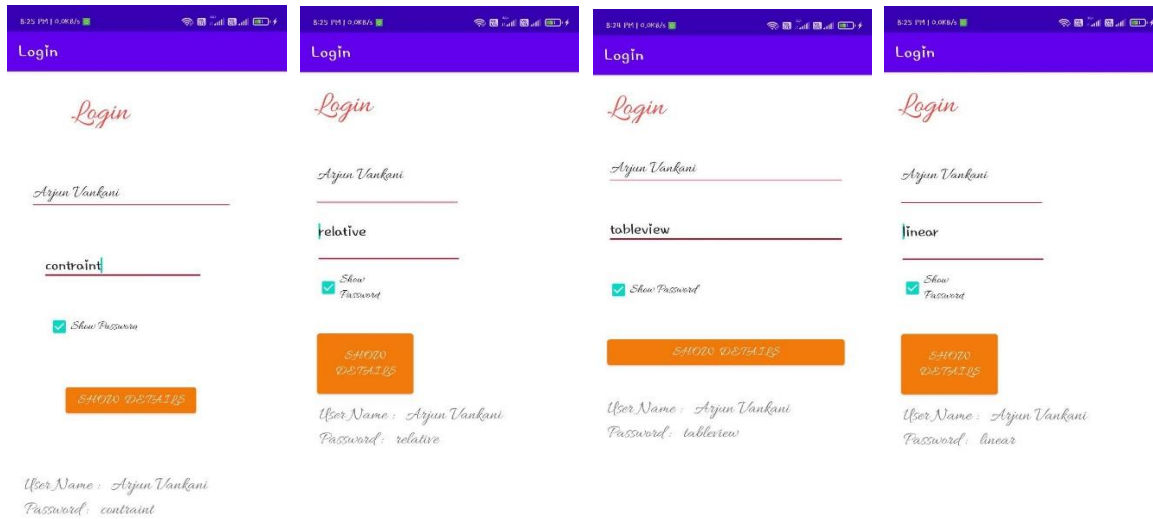 8:25 PM | 0.0KB/s
Login
Login
Arjun Vankani
contraint
Show Password
SHOW DETAILS
User Name : Arjun Vankani
Password : contraint
8:25 PM | 0.0KB/s
Login
Login
Arjun Vankani
relative
Show
Password
SHOW
DETAILS
User Name : Arjun Vankani
Password : relative
8:24 PM | 0.0KB/s
Login
Login
Arjun Vankani
tableview
Show Password
SHOW DETAILS
User Name : Arjun Vankani
Password : tableview
8:25 PM | 0.0KB/s
Login
Login
Arjun Vankani
linear
Show
Password
SHOW
DETAILS
User Name : Arjun Vankani
Password : linear